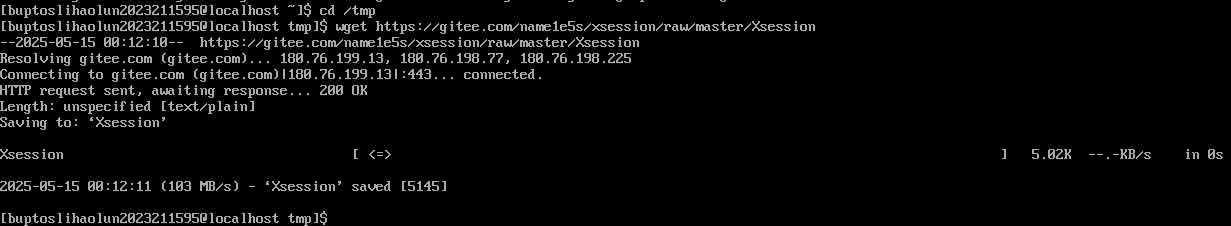 [buptoslihaolun2023211595@localhost ~]$ cd /tmp
[buptoslihaolun2023211595@localhost tmp]$ wget https://gitee.com/name1e5s/xsession/raw/master/Xsession
--2025-05-15 00:12:10--  https://gitee.com/name1e5s/xsession/raw/master/Xsession
Resolving gitee.com (gitee.com)... 180.76.199.13, 180.76.198.77, 180.76.198.225
Connecting to gitee.com (gitee.com)|180.76.199.13|:443... connected.
HTTP request sent, awaiting response... 200 OK
Length: unspecified [text/plain]
Saving to: ‘Xsession’
Xsession [ <=> ] 5.02K --.-KB/s in 0s
2025-05-15 00:12:11 (103 MB/s) - ‘Xsession’ saved [5145]
[buptoslihaolun2023211595@localhost tmp]$